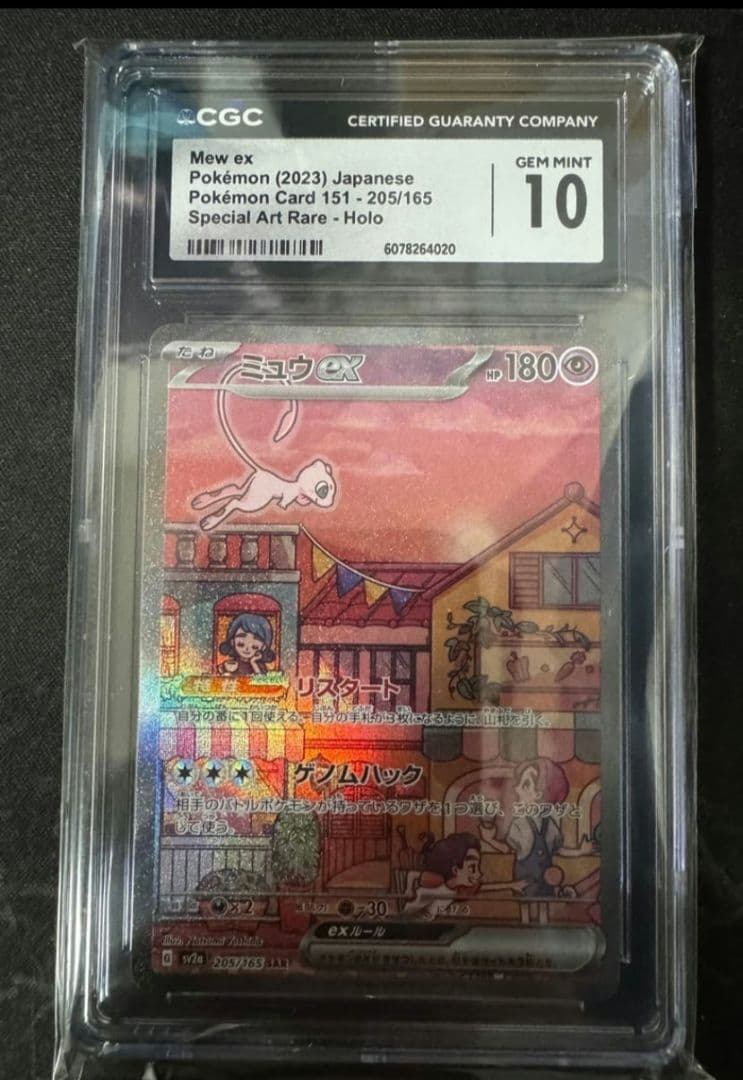 CGC
CERTIFIED GUARANTY COMPANY
Mew ex
Pokémon (2023) Japanese
Pokémon Card 151 - 205/165
Special Art Rare - Holo
GEM MINT
10
6078264020
たね ミュウex HP 180
リスタート
自分の番に1回使える。自分の手札が3枚になるように、山札を引く。
ゲノムハック
相手のバトルポケモンが持っているワザを1つ選び、このワザと
して使う。
×2 -30 にげる
exルール
Illus.
G sv2a 205/165 SAR